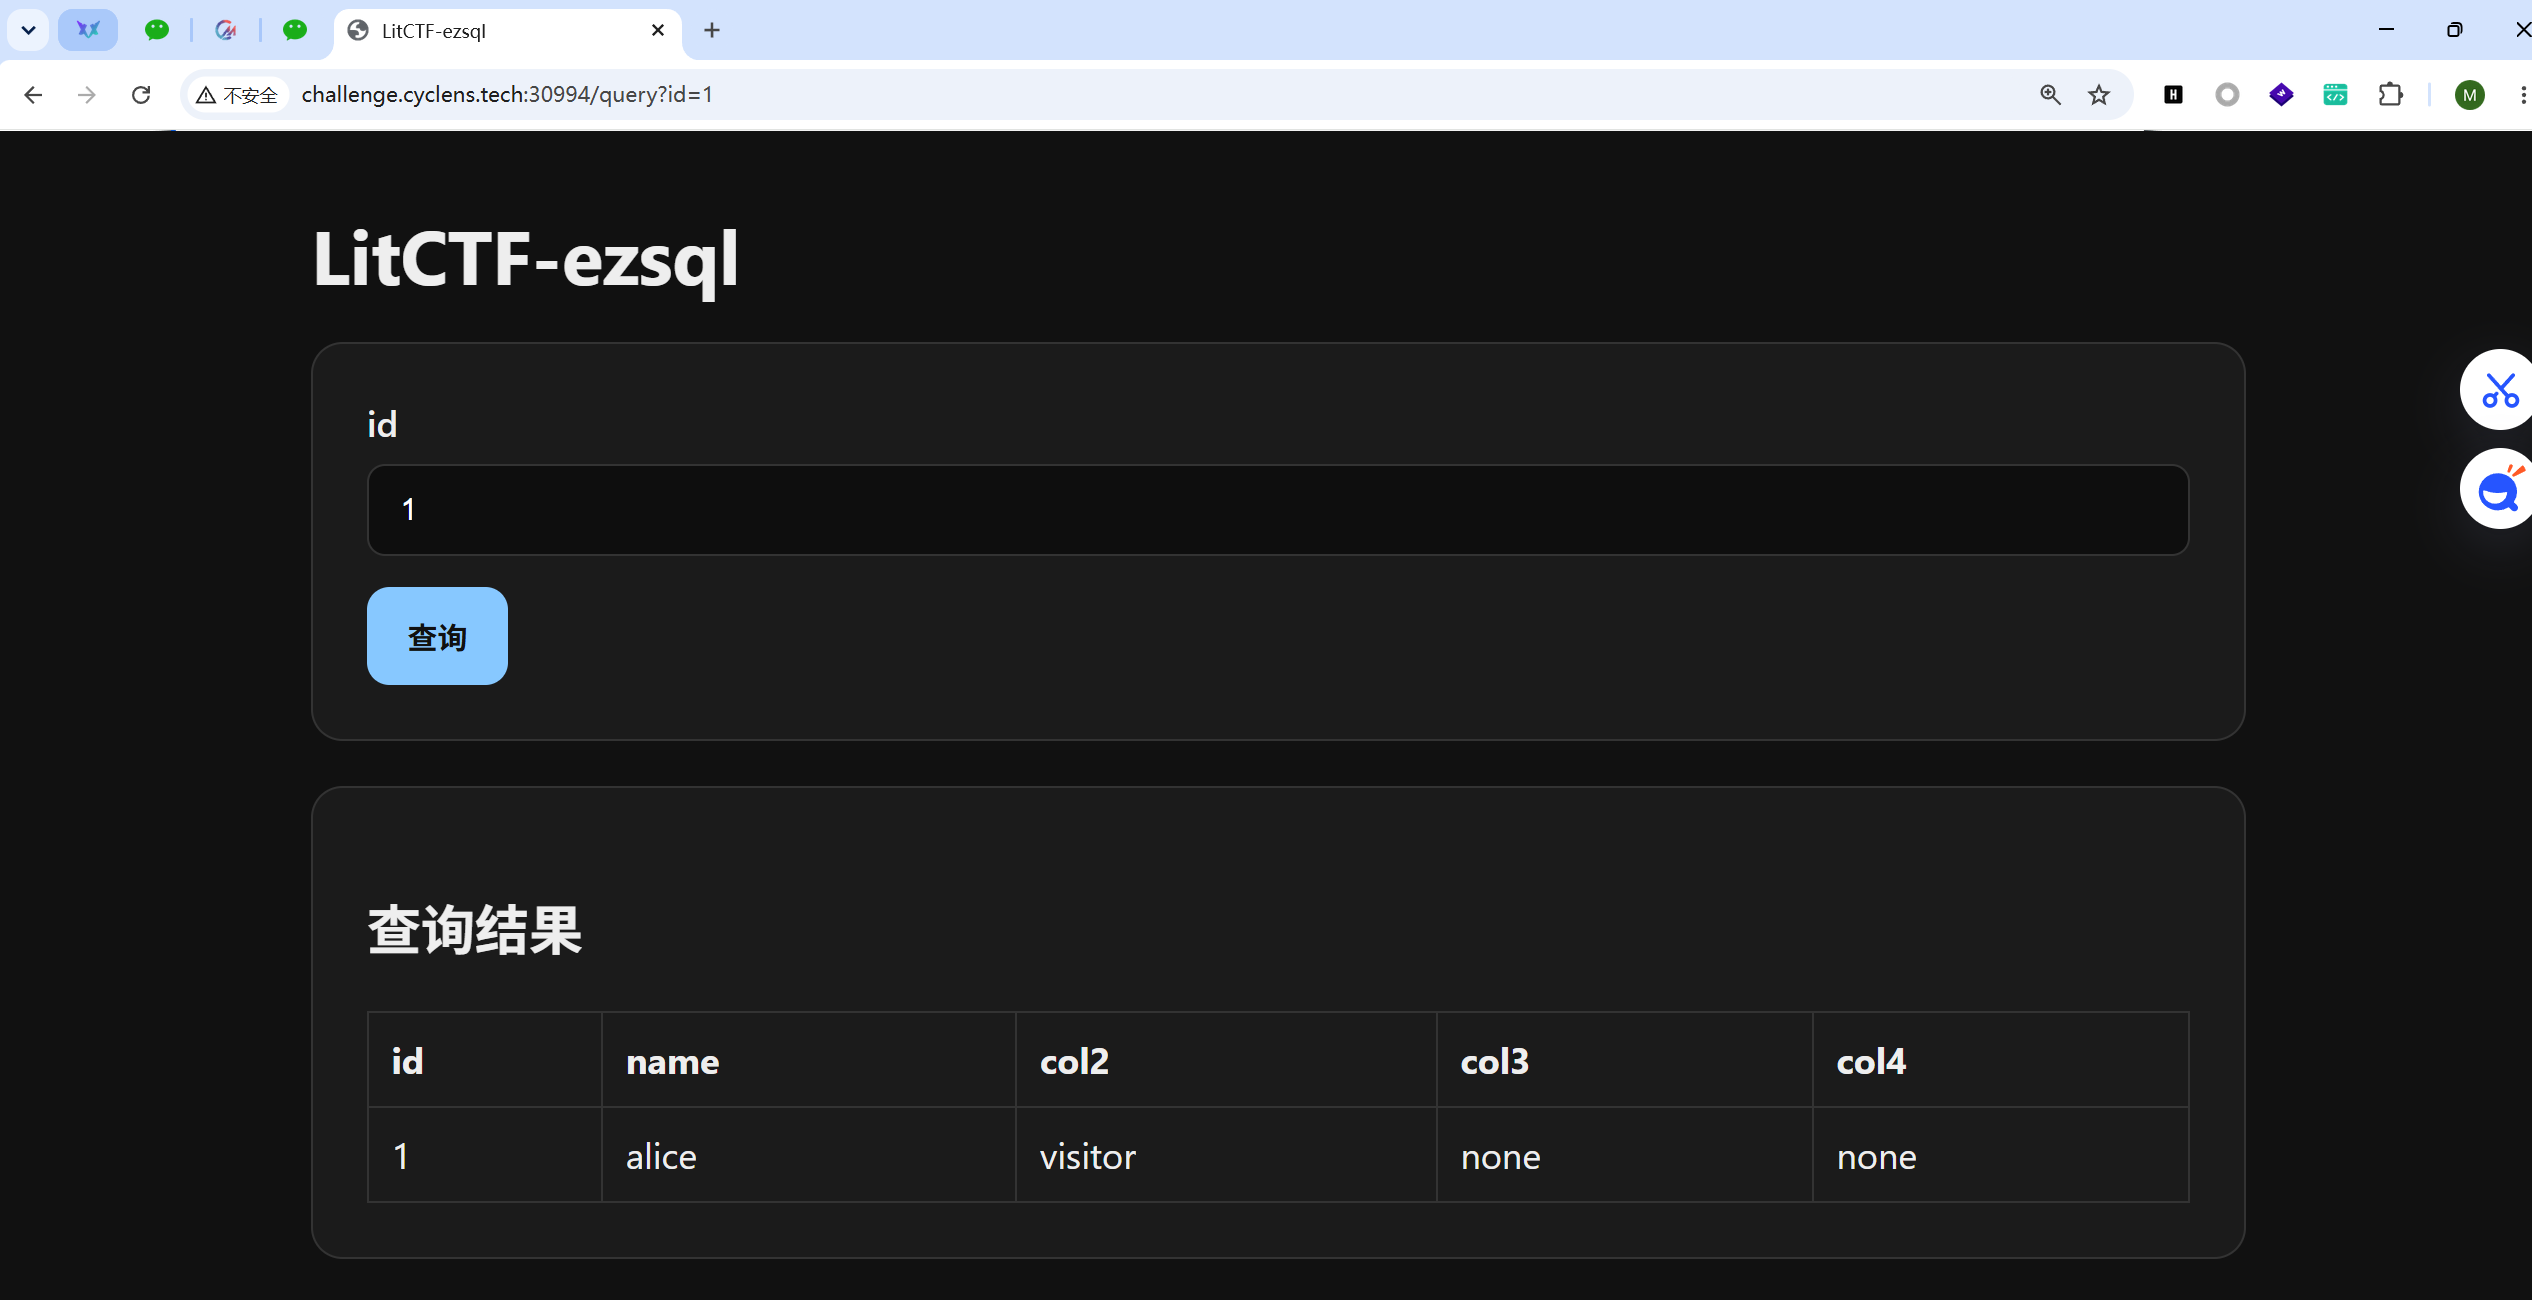 LitCTF-ezsql
不安全
challenge.cyclens.tech:30994/query?id=1
H
M
LitCTF-ezsql
id
1
查询
查询结果
id name col2 col3 col4
1 alice visitor none none